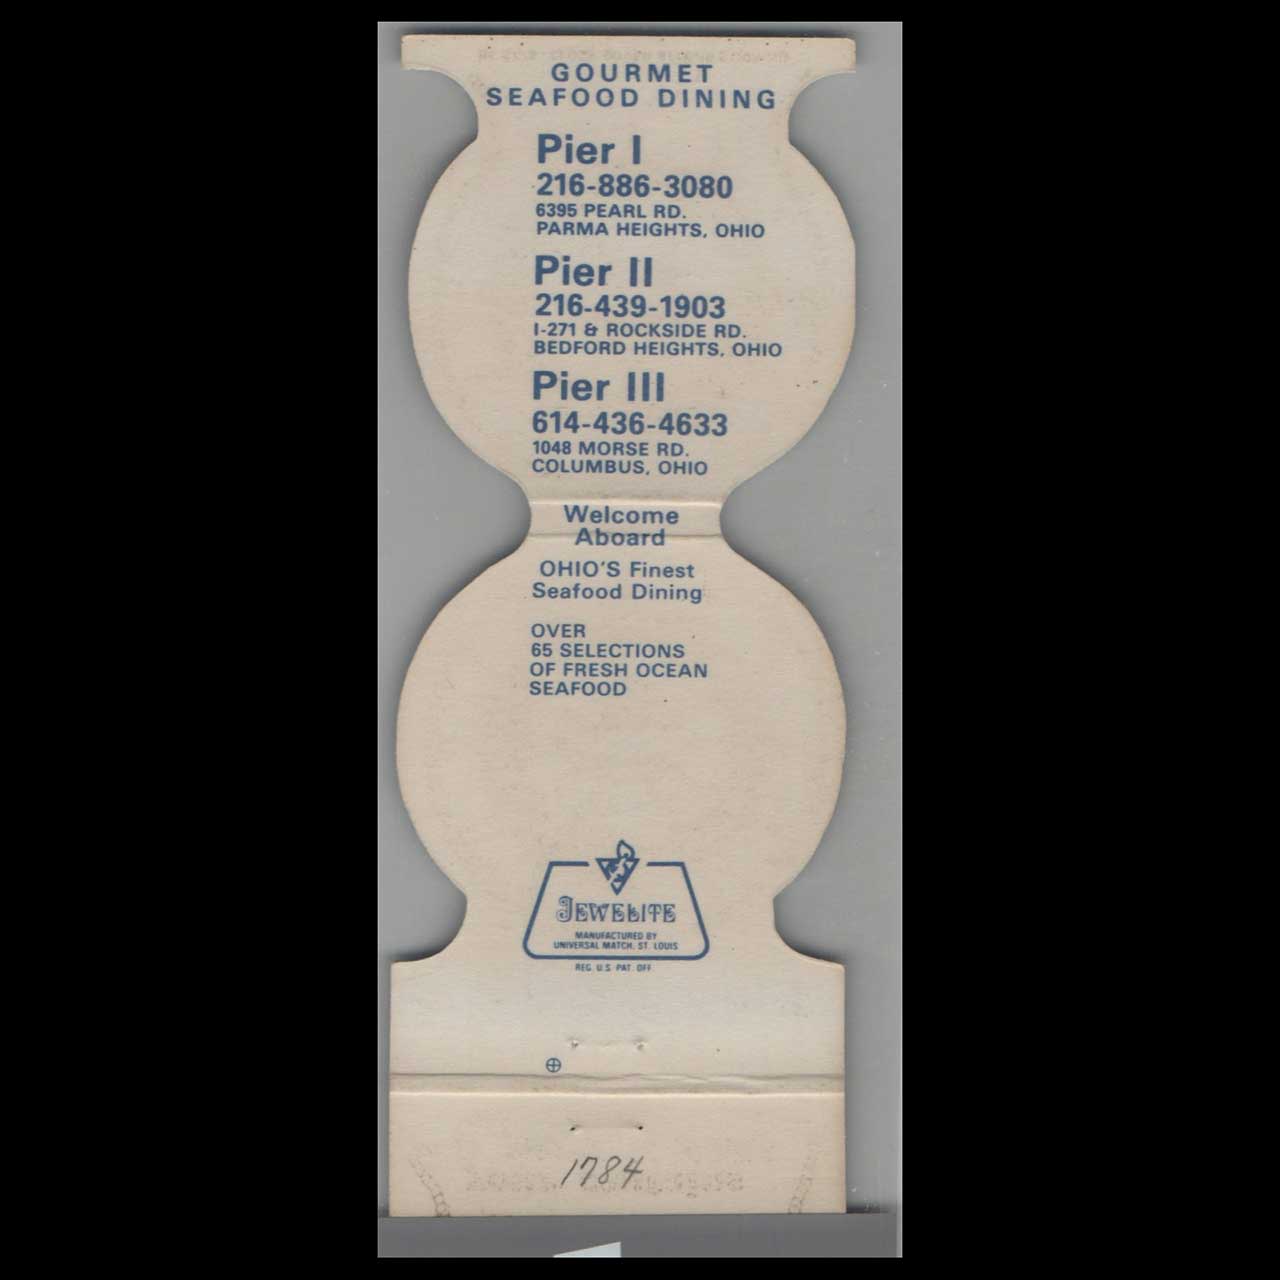 GOURMET
SEAFOOD DINING
Pier I
216-886-3080
6395 PEARL RD.
PARMA HEIGHTS, OHIO
Pier II
216-439-1903
I-271 & ROCKSIDE RD.
BEDFORD HEIGHTS, OHIO
Pier III
614-436-4633
1048 MORSE RD.
COLUMBUS, OHIO
Welcome
Aboard
OHIO'S Finest
Seafood Dining
OVER
65 SELECTIONS
OF FRESH OCEAN
SEAFOOD
JEWELITE
MANUFACTURED BY
UNIVERSAL MATCH, ST. LOUIS
REG. U.S. PAT. OFF.
1784